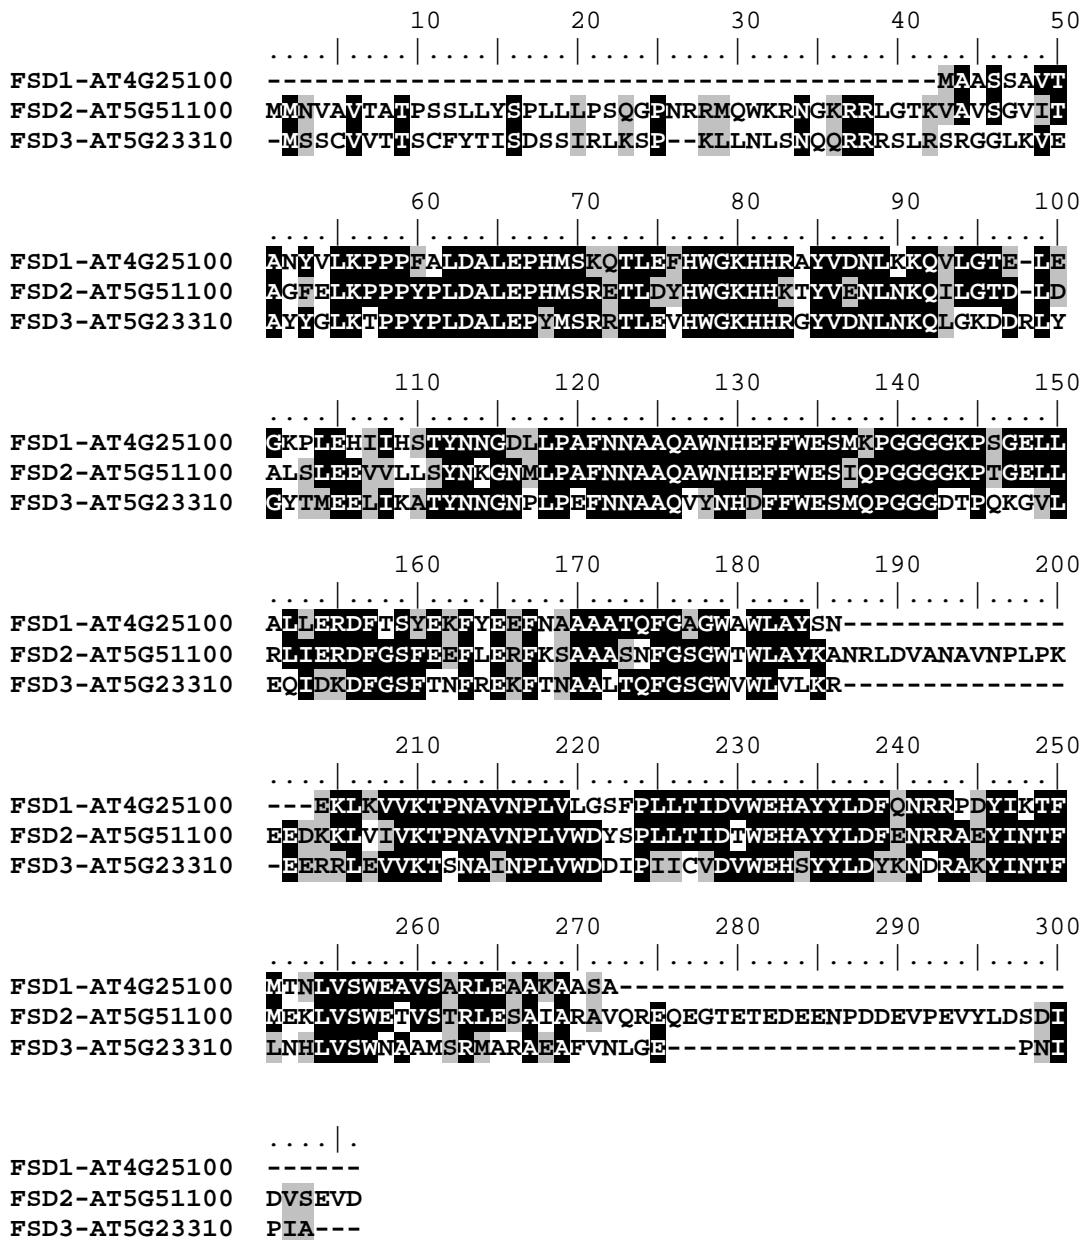 10 20 30 40 50
....|....|....|....|....|....|....|....|....|....|
FSD1-AT4G25100 ------------------------------------------MAASSAVT
FSD2-AT5G51100 MMNVAVTATPSSLLYSPLLLPSQGPNRRMQWKRNGKRRLGTKVAVSGVIT
FSD3-AT5G23310 -MSSCVVTTSCFYTISDSSIRLKSP--KLLNLSNQQRRRSLRSRGGLKVE
60 70 80 90 100
....|....|....|....|....|....|....|....|....|....|
FSD1-AT4G25100 ANYVLKPPPFALDALEPHMSKQTLEFHWGKHHRAYVDNLKKQVLGTE-LE
FSD2-AT5G51100 AGFELKPPPYPLDALEPHMSRETLDYHWGKHHKTYVENLNKQILGTD-LD
FSD3-AT5G23310 AYYGLKTPPYPLDALEPYMSRRTLEVHWGKHHRGYVDNLNKQLGKDDRLY
110 120 130 140 150
....|....|....|....|....|....|....|....|....|....|
FSD1-AT4G25100 GKPLEHIIHSTYNNGDLLPAFNNAAQAWNHEFFWESMKPGGGGKPSGELL
FSD2-AT5G51100 ALSLEEVVLLSYNKGNMLPAFNNAAQAWNHEFFWESIQPGGGGKPTGELL
FSD3-AT5G23310 GYTMEELIKATYNNGNPLPEFNNAAQVYNHDFFWESMQPGGGDTPQKGVL
160 170 180 190 200
....|....|....|....|....|....|....|....|....|....|
FSD1-AT4G25100 ALLERDFTSYEKFYEEFNAAAATQFGAGWAWLAYSN--------------
FSD2-AT5G51100 RLIERDFGSFEEFLERFKSAAASNFGSGWTWLAYKANRLDVANAVNPLPK
FSD3-AT5G23310 EQIDKDFGSFTNFREKFTNAALTQFGSGWVWLVLKR--------------
210 220 230 240 250
....|....|....|....|....|....|....|....|....|....|
FSD1-AT4G25100 ---EKLKVVKTPNAVNPLVLGSFPLLTIDVWEHAYYLDFQNRRPDYIKTF
FSD2-AT5G51100 EEDKKLVIVKTPNAVNPLVWDYSPLLTIDTWEHAYYLDFENRRAEYINTF
FSD3-AT5G23310 -EERRLEVVKTSNAINPLVWDDIPIICVDVWEHSYYLDYKNDRAKYINTF
260 270 280 290 300
....|....|....|....|....|....|....|....|....|....|
FSD1-AT4G25100 MTNLVSWEAVSARLEAAKAASA----------------------------
FSD2-AT5G51100 MEKLVSWETVSTRLESAIARAVQREQEGTETEDEENPDDEVPEVYLDSDI
FSD3-AT5G23310 LNHLVSWNAAMSRMARAEAFVNLGE----------------------PNI
....|.
FSD1-AT4G25100 ------
FSD2-AT5G51100 DVSEVD
FSD3-AT5G23310 PIA---